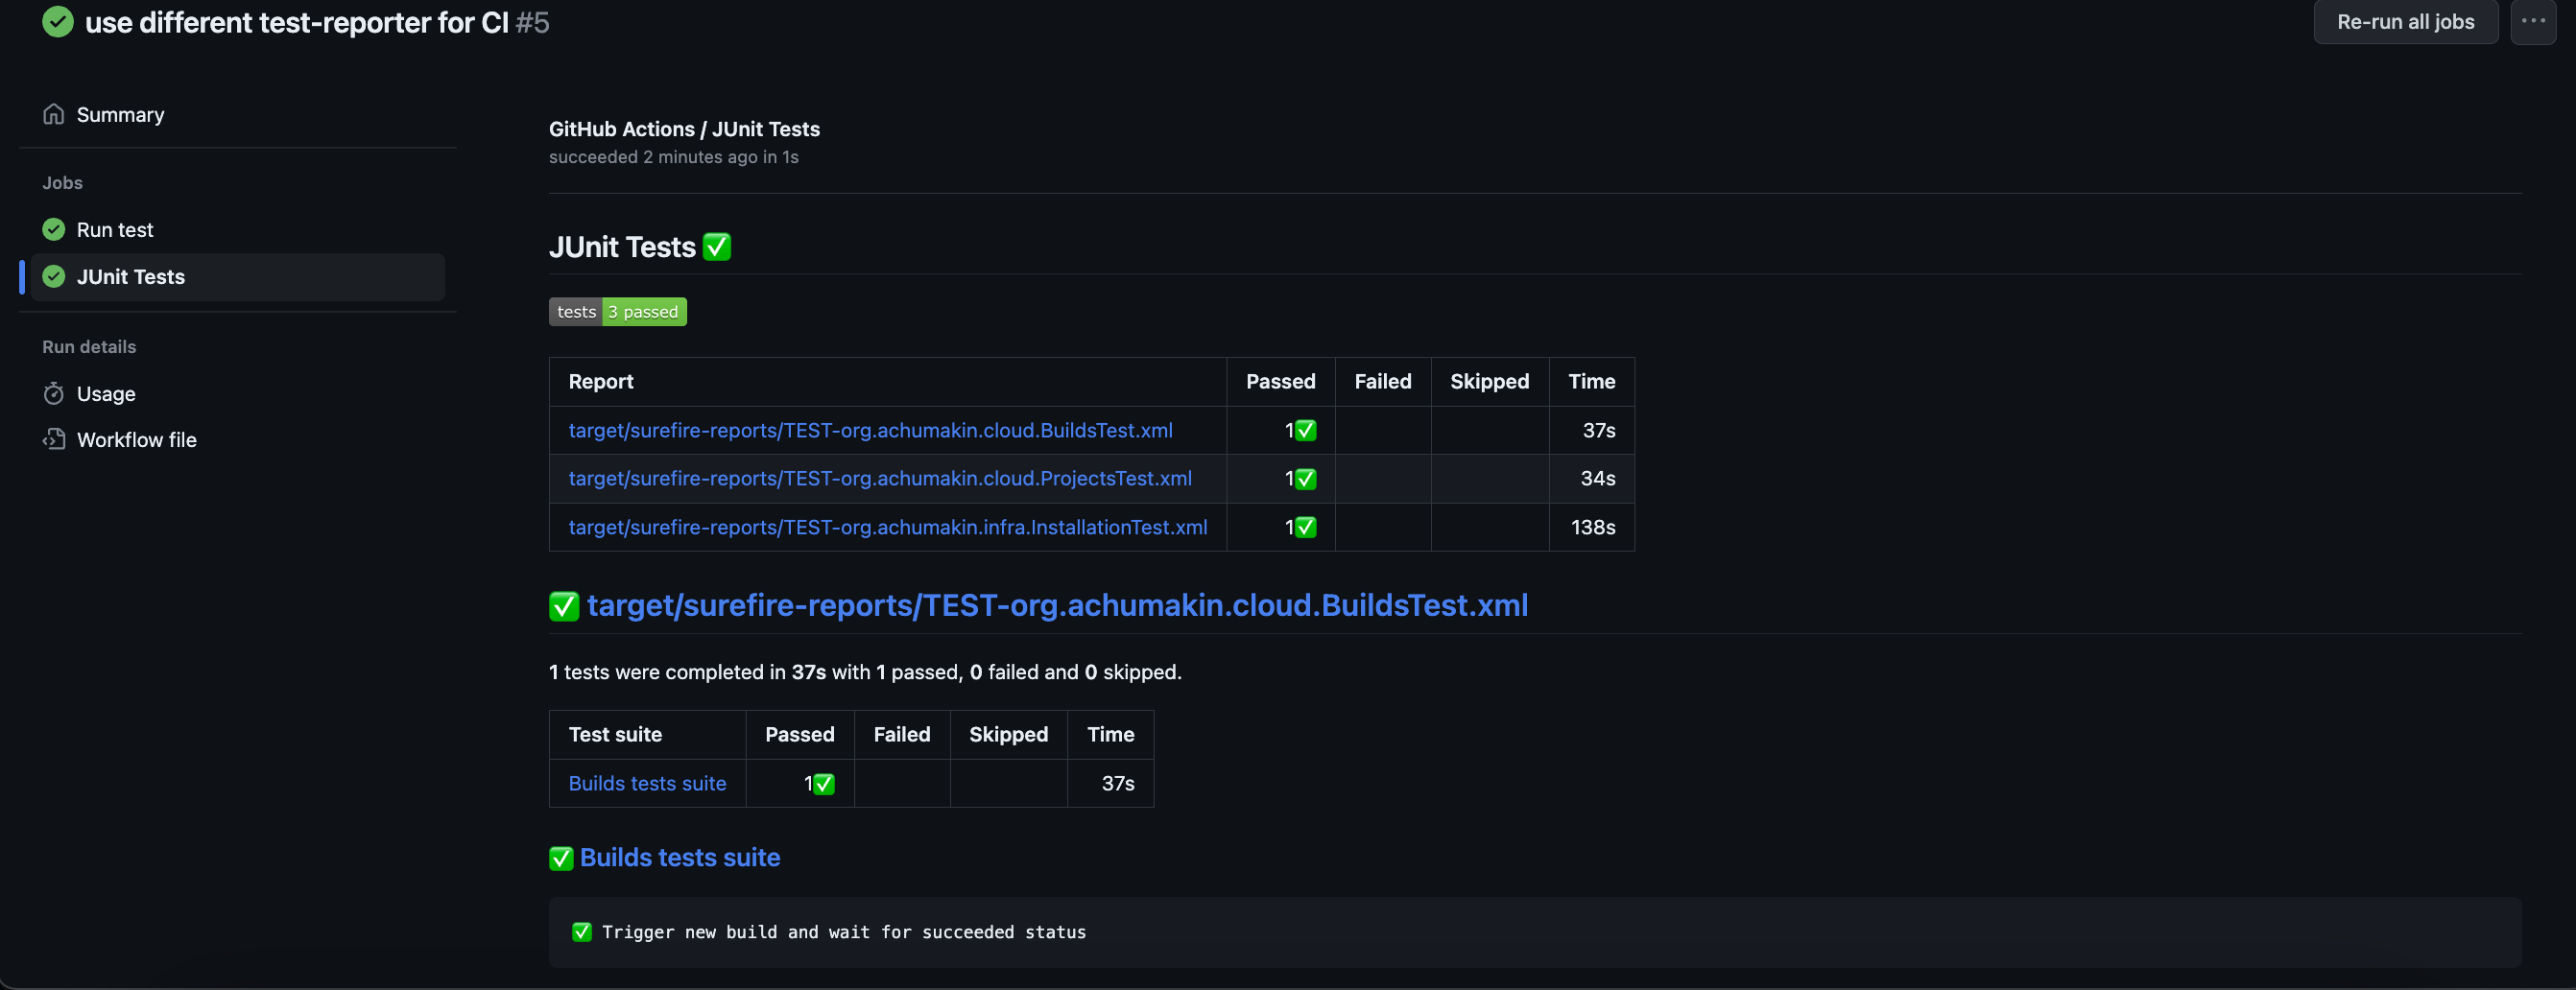 use different test-reporter for CI #5
Re-run all jobs
Summary
Jobs
Run test
JUnit Tests
Run details
Usage
Workflow file
GitHub Actions / JUnit Tests
succeeded 2 minutes ago in 1s
JUnit Tests ✅
tests 3 passed
Report Passed Failed Skipped Time
target/surefire-reports/TEST-org.achumakin.cloud.BuildsTest.xml 1✅ 37s
target/surefire-reports/TEST-org.achumakin.cloud.ProjectsTest.xml 1✅ 34s
target/surefire-reports/TEST-org.achumakin.infra.InstallationTest.xml 1✅ 138s
✅ target/surefire-reports/TEST-org.achumakin.cloud.BuildsTest.xml
1 tests were completed in 37s with 1 passed, 0 failed and 0 skipped.
Test suite Passed Failed Skipped Time
Builds tests suite 1✅ 37s
✅ Builds tests suite
✅ Trigger new build and wait for succeeded status